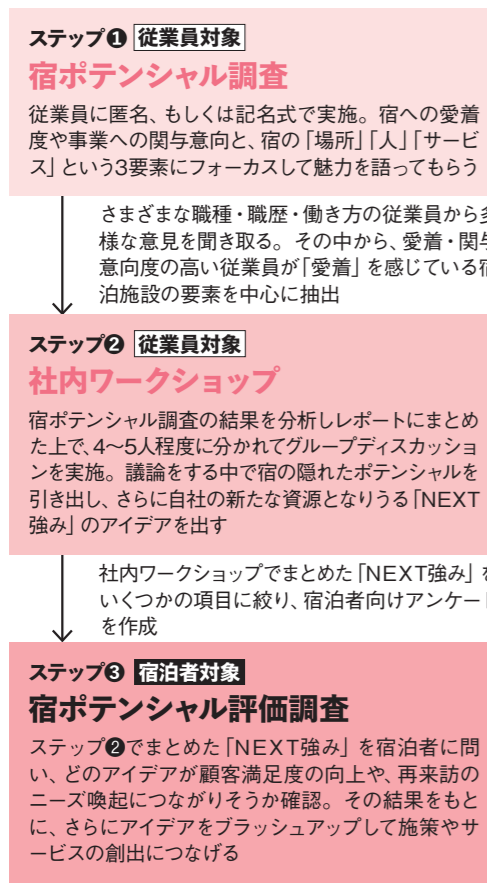 ステップ❶ 従業員対象
宿ポテンシャル調査
従業員に匿名、もしくは記名式で実施。宿への愛着
度や事業への関与意向と、宿の「場所」「人」「サービ
ス」という3要素にフォーカスして魅力を語ってもらう
さまざまな職種・職歴・働き方の従業員から多
様な意見を聞き取る。その中から、愛着・関与
意向度の高い従業員が「愛着」を感じている宿
泊施設の要素を中心に抽出
ステップ❷ 従業員対象
社内ワークショップ
宿ポテンシャル調査の結果を分析しレポートにまとめ
た上で、4〜5人程度に分かれてグループディスカッショ
ンを実施。議論をする中で宿の隠れたポテンシャルを
引き出し、さらに自社の新たな資源となりうる「NEXT
強み」のアイデアを出す
社内ワークショップでまとめた「NEXT強み」を
いくつかの項目に絞り、宿泊者向けアンケート
を作成
ステップ❸ 宿泊者対象
宿ポテンシャル評価調査
ステップ❷でまとめた「NEXT強み」を宿泊者に問
い、どのアイデアが顧客満足度の向上や、再来訪の
ニーズ喚起につながりそうか確認。その結果をもと
に、さらにアイデアをブラッシュアップして施策やサ
ービスの創出につなげる